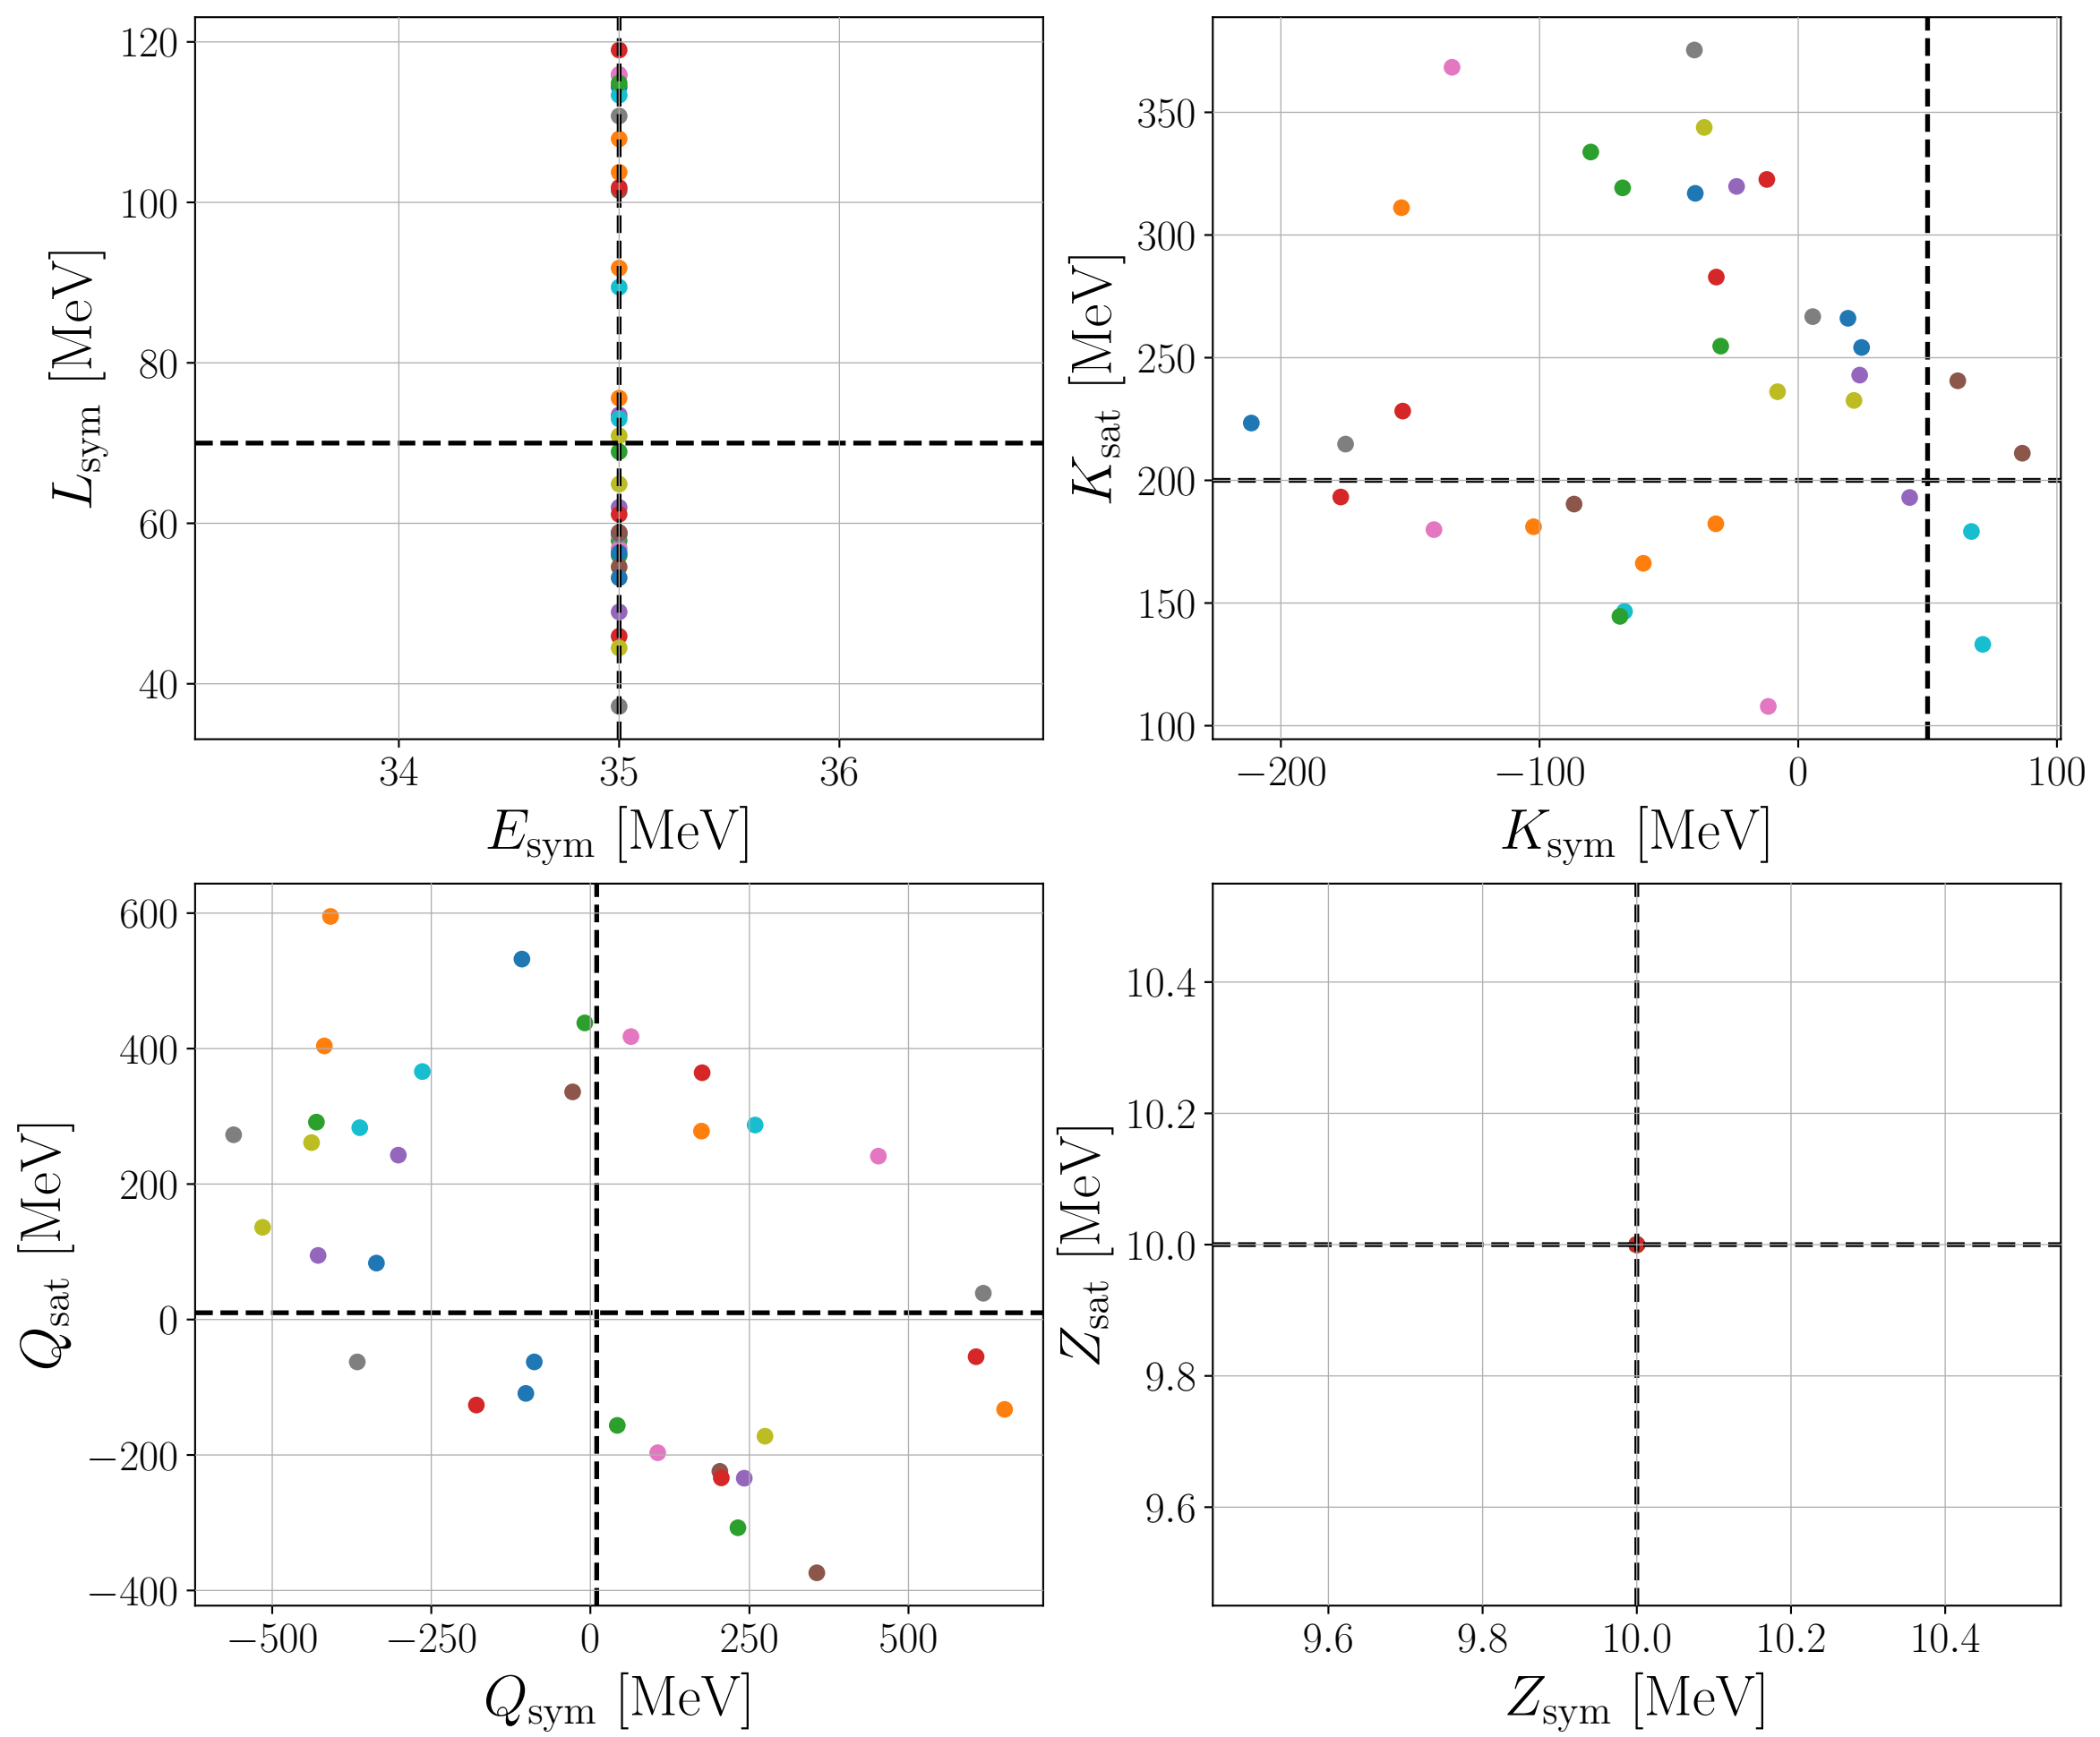 120
100
80
60
40
L_sym [MeV]
34 35 36
E_sym [MeV]
350
300
250
200
150
100
K_sat [MeV]
−200 −100 0 100
K_sym [MeV]
600
400
200
0
−200
−400
Q_sat [MeV]
−500 −250 0 250 500
Q_sym [MeV]
10.4
10.2
10.0
9.8
9.6
Z_sat [MeV]
9.6 9.8 10.0 10.2 10.4
Z_sym [MeV]